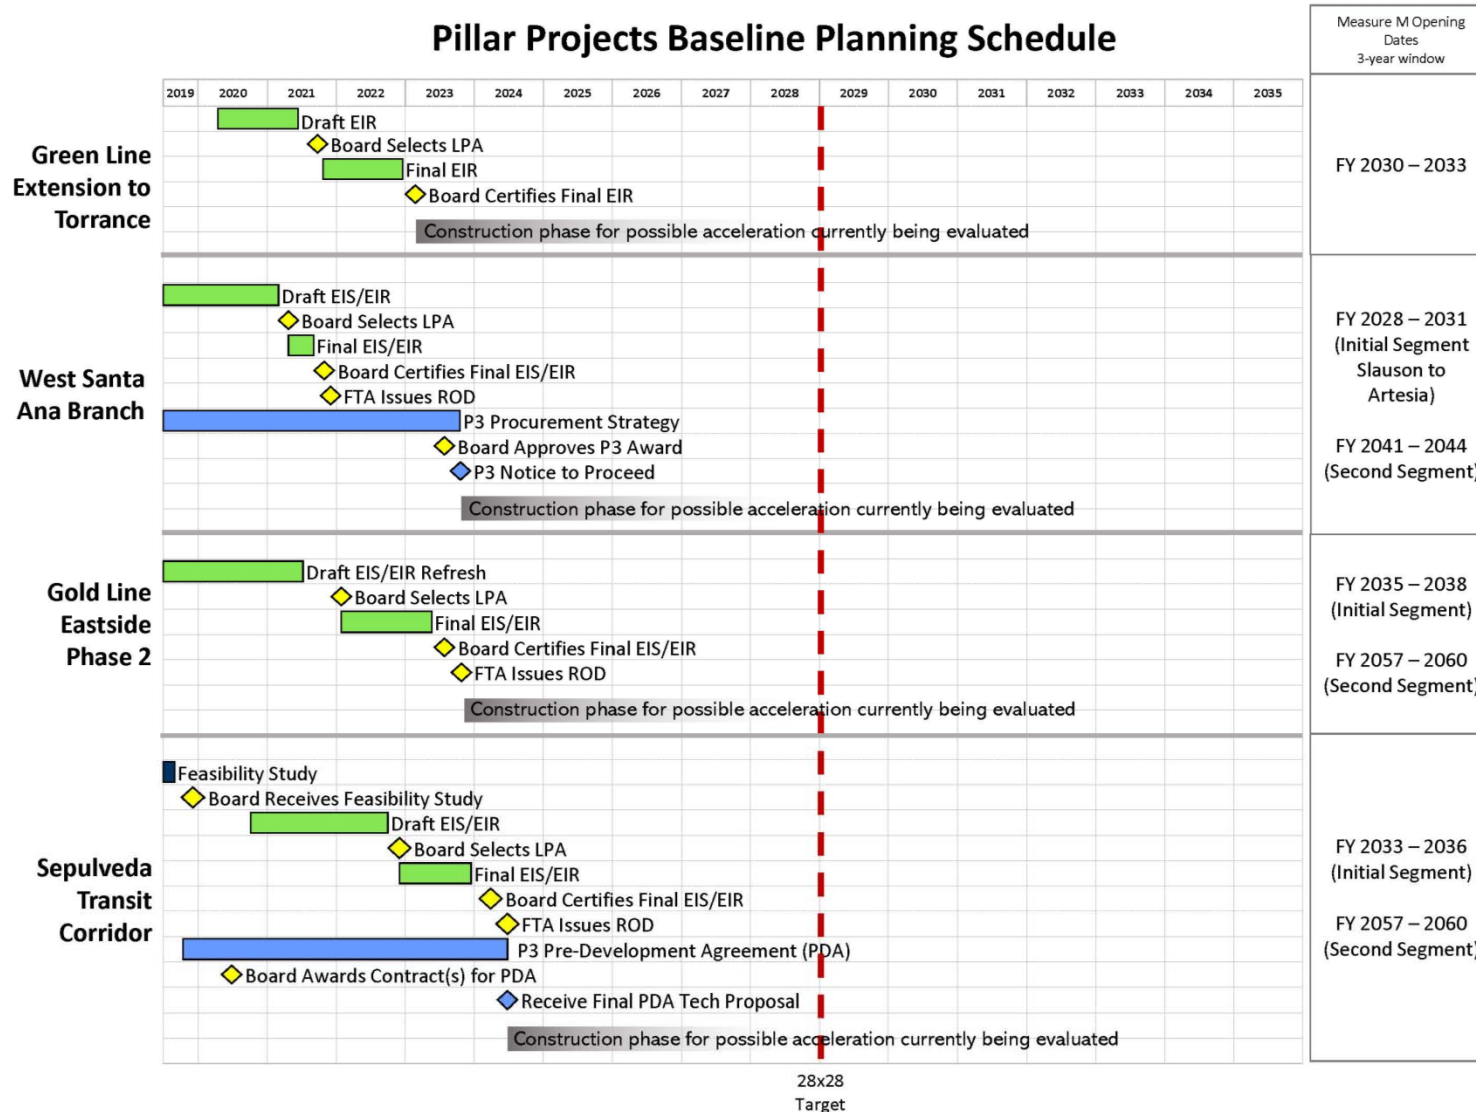 Pillar Projects Baseline Planning Schedule
Measure M Opening
Dates
3-year window
2019 2020 2021 2022 2023 2024 2025 2026 2027 2028 2029 2030 2031 2032 2033 2034 2035
Green Line
Extension to
Torrance
Draft EIR
Board Selects LPA
Final EIR
Board Certifies Final EIR
Construction phase for possible acceleration currently being evaluated
FY 2030 – 2033
West Santa
Ana Branch
Draft EIS/EIR
Board Selects LPA
Final EIS/EIR
Board Certifies Final EIS/EIR
FTA Issues ROD
P3 Procurement Strategy
Board Approves P3 Award
P3 Notice to Proceed
Construction phase for possible acceleration currently being evaluated
FY 2028 – 2031
(Initial Segment
Slauson to
Artesia)
FY 2041 – 2044
(Second Segment)
Gold Line
Eastside
Phase 2
Draft EIS/EIR Refresh
Board Selects LPA
Final EIS/EIR
Board Certifies Final EIS/EIR
FTA Issues ROD
Construction phase for possible acceleration currently being evaluated
FY 2035 – 2038
(Initial Segment)
FY 2057 – 2060
(Second Segment)
Sepulveda
Transit
Corridor
Feasibility Study
Board Receives Feasibility Study
Draft EIS/EIR
Board Selects LPA
Final EIS/EIR
Board Certifies Final EIS/EIR
FTA Issues ROD
P3 Pre-Development Agreement (PDA)
Board Awards Contract(s) for PDA
Receive Final PDA Tech Proposal
Construction phase for possible acceleration currently being evaluated
FY 2033 – 2036
(Initial Segment)
FY 2057 – 2060
(Second Segment)
28x28
Target